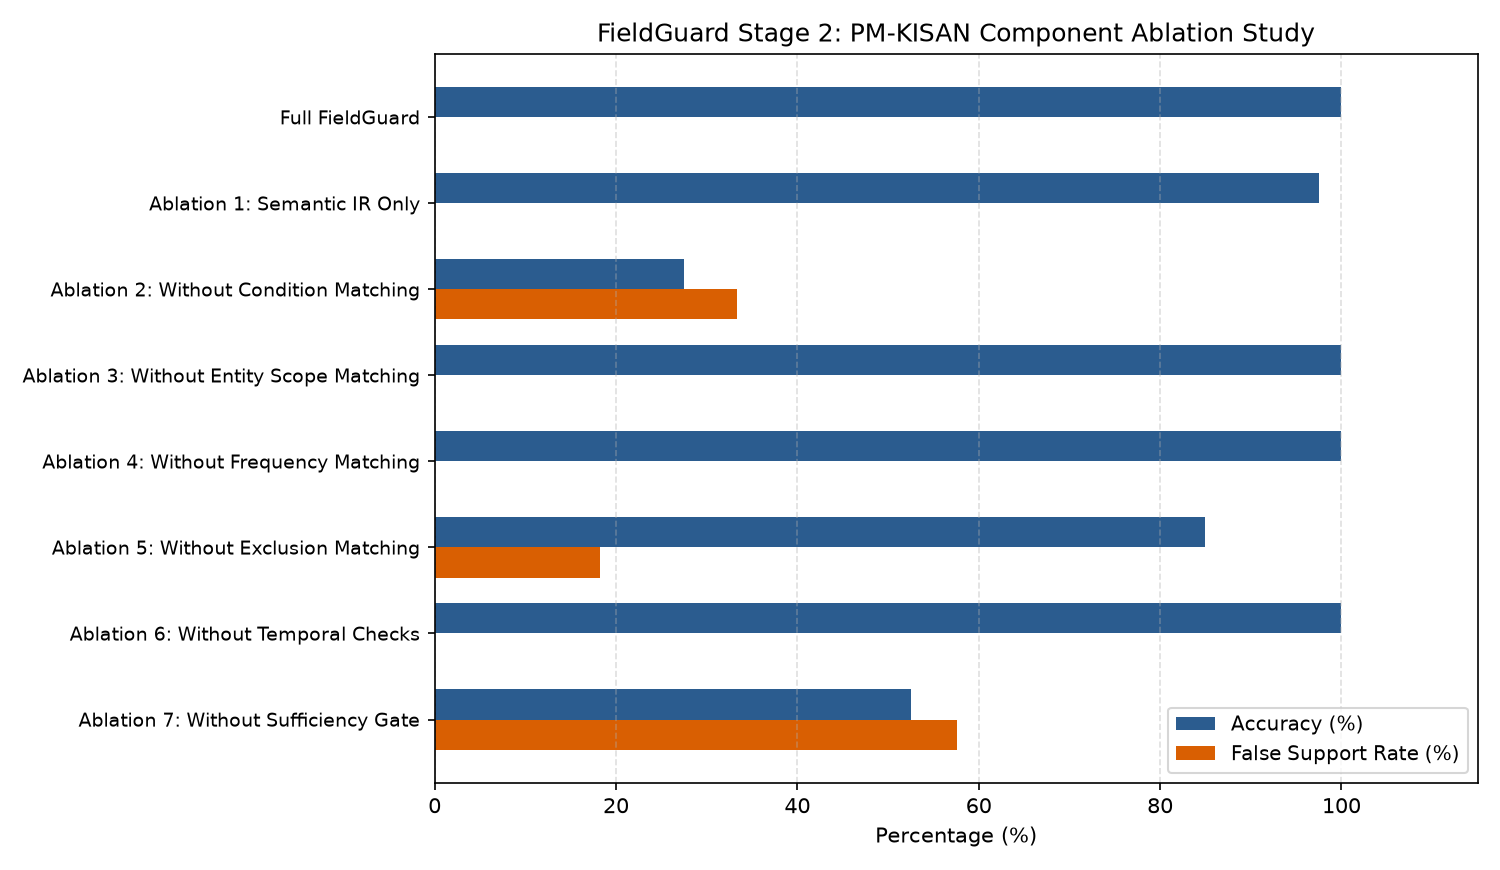 FieldGuard Stage 2: PM-KISAN Component Ablation Study
Full FieldGuard
Ablation 1: Semantic IR Only
Ablation 2: Without Condition Matching
Ablation 3: Without Entity Scope Matching
Ablation 4: Without Frequency Matching
Ablation 5: Without Exclusion Matching
Ablation 6: Without Temporal Checks
Ablation 7: Without Sufficiency Gate
Accuracy (%)
False Support Rate (%)
0 20 40 60 80 100
Percentage (%)